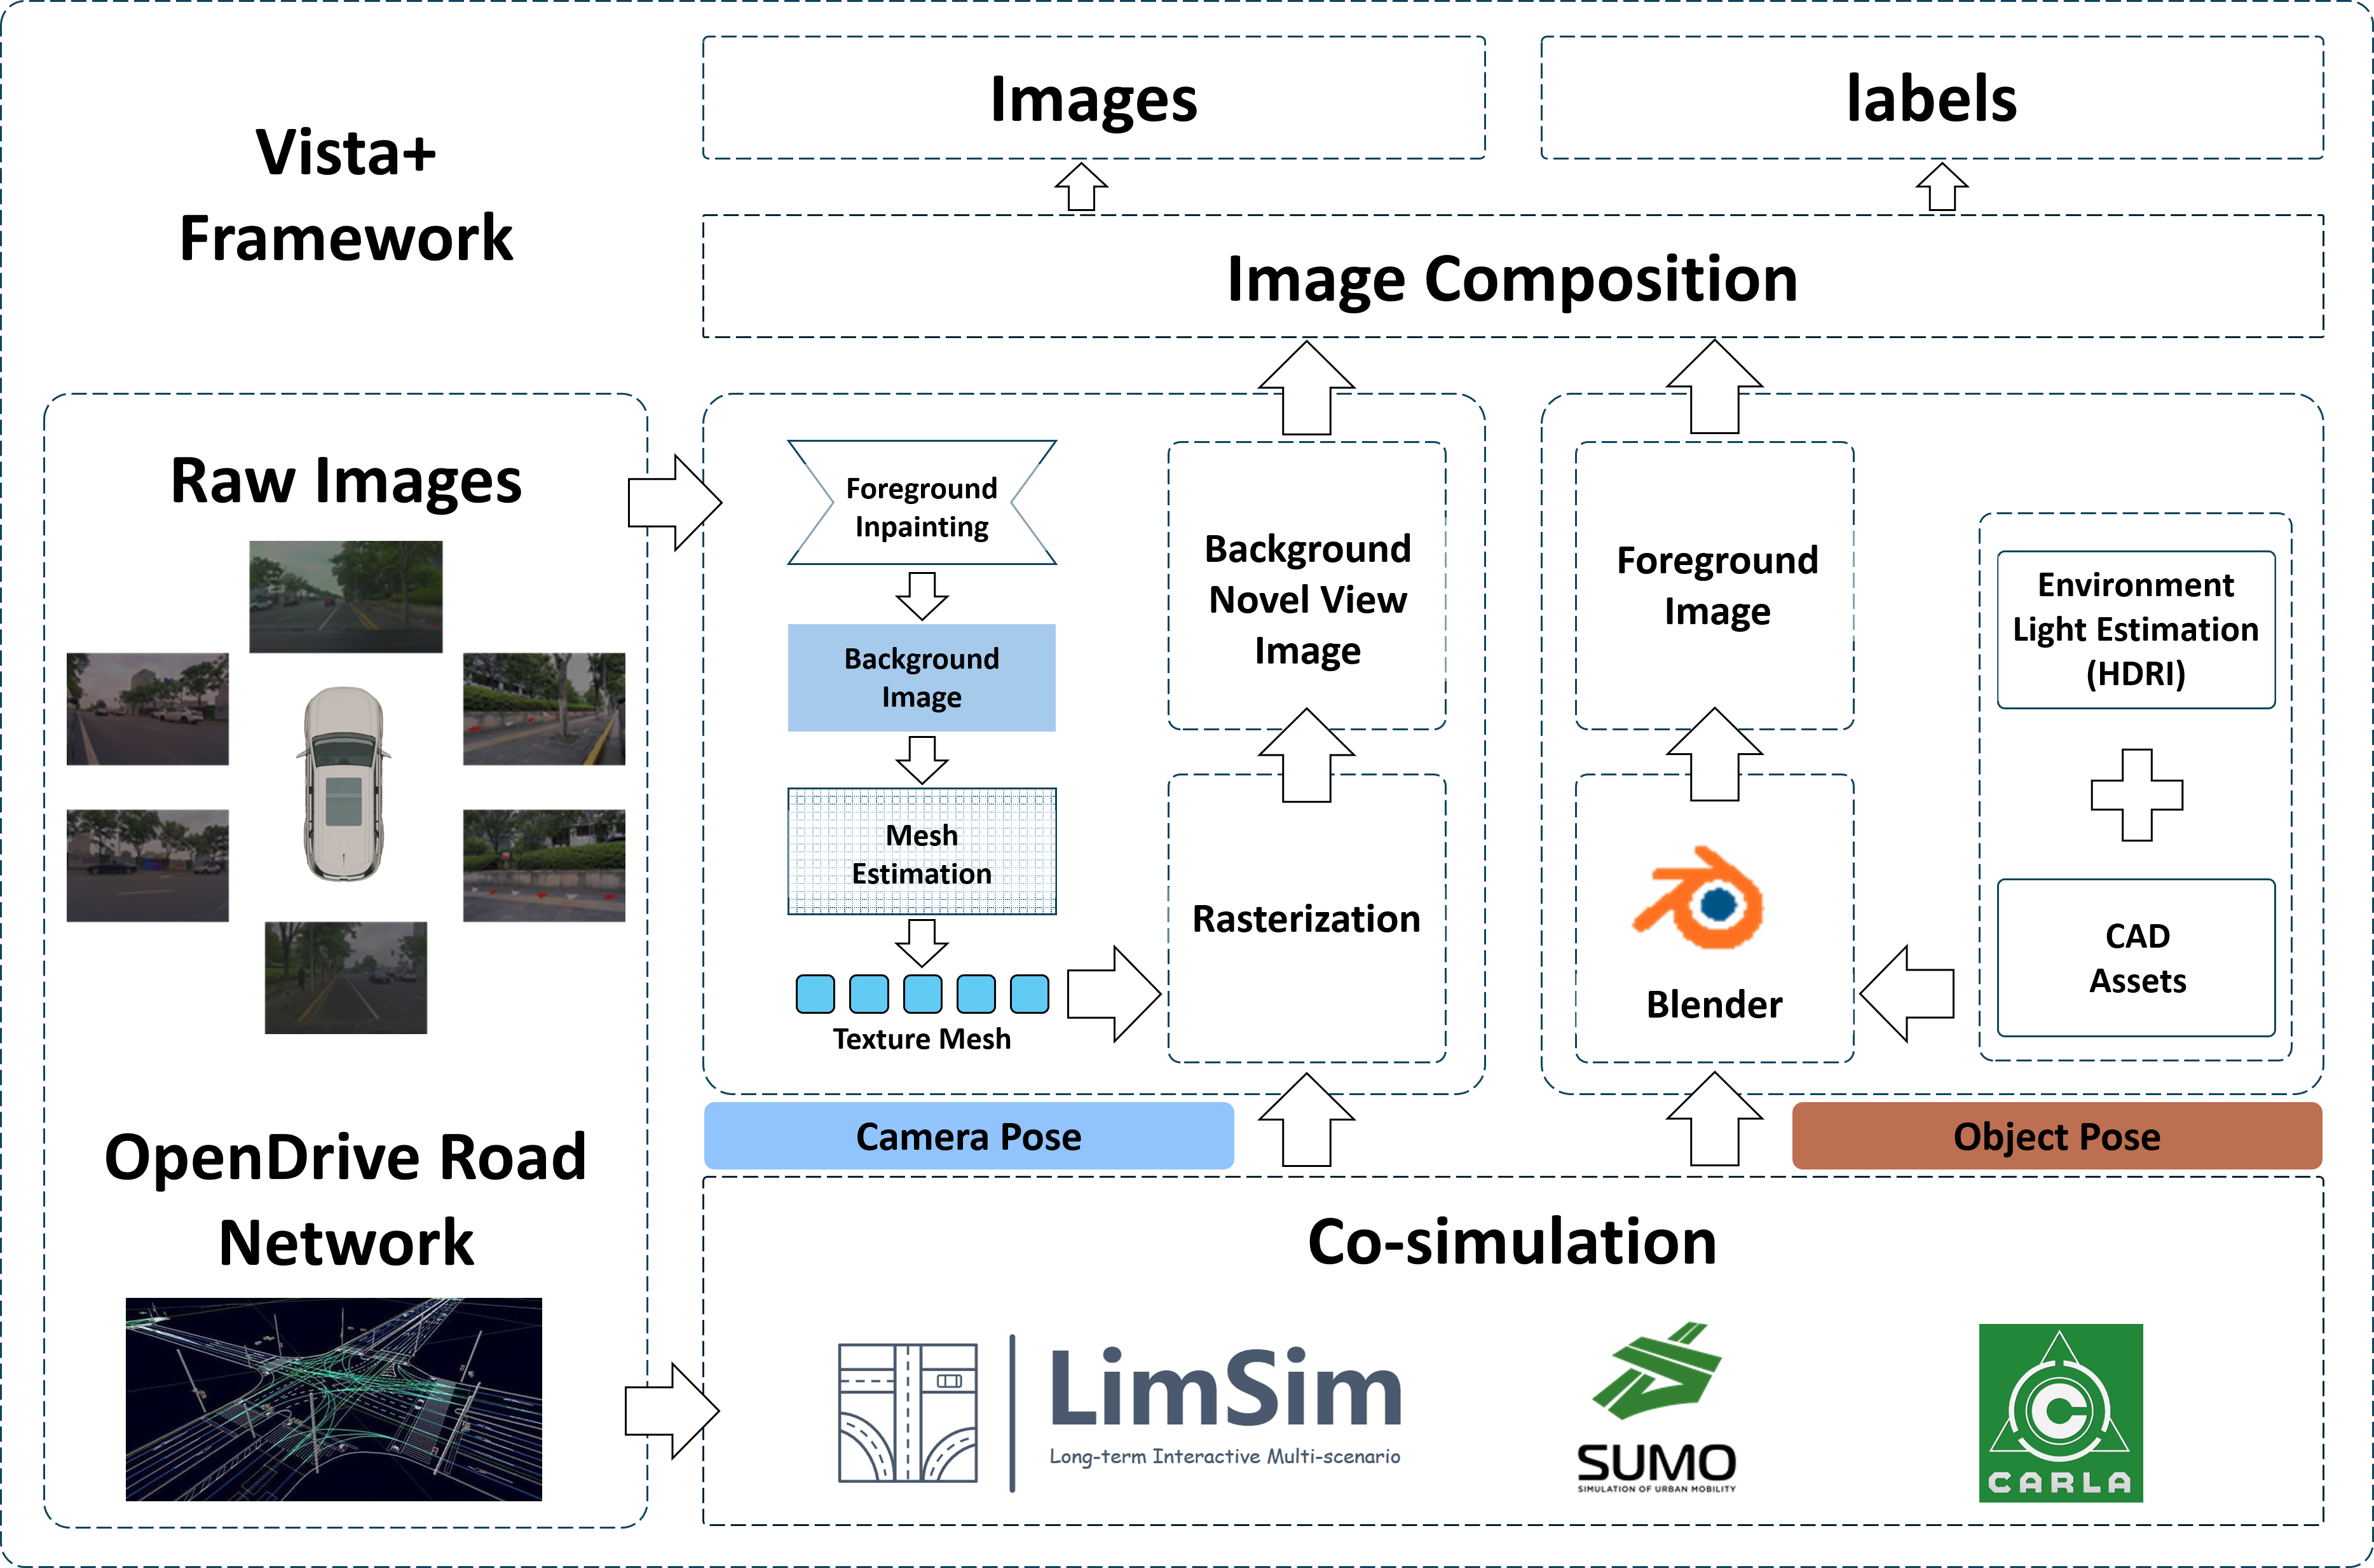 Vista+
Framework
Images
labels
Image Composition
Raw Images
Foreground
Inpainting
Background
Image
Mesh
Estimation
Texture Mesh
Background
Novel View
Image
Rasterization
Foreground
Image
Blender
Environment
Light Estimation
(HDRI)
CAD
Assets
Camera Pose
Object Pose
OpenDrive Road
Network
Co-simulation
LimSim
Long-term Interactive Multi-scenario
SUMO
SIMULATION OF URBAN MOBILITY
C
CARLA